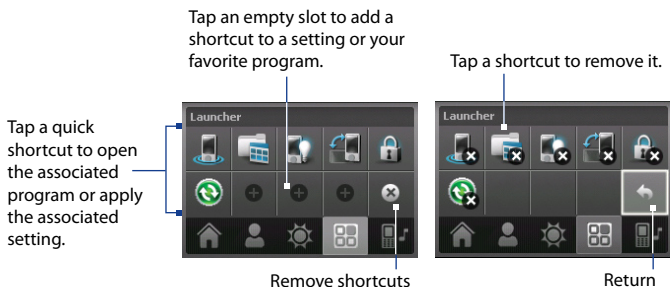 Tap an empty slot to add a
shortcut to a setting or your
favorite program.
Tap a shortcut to remove it.
Tap a quick
shortcut to open
the associated
program or apply
the associated
setting.
Launcher
Launcher
Remove shortcuts
Return